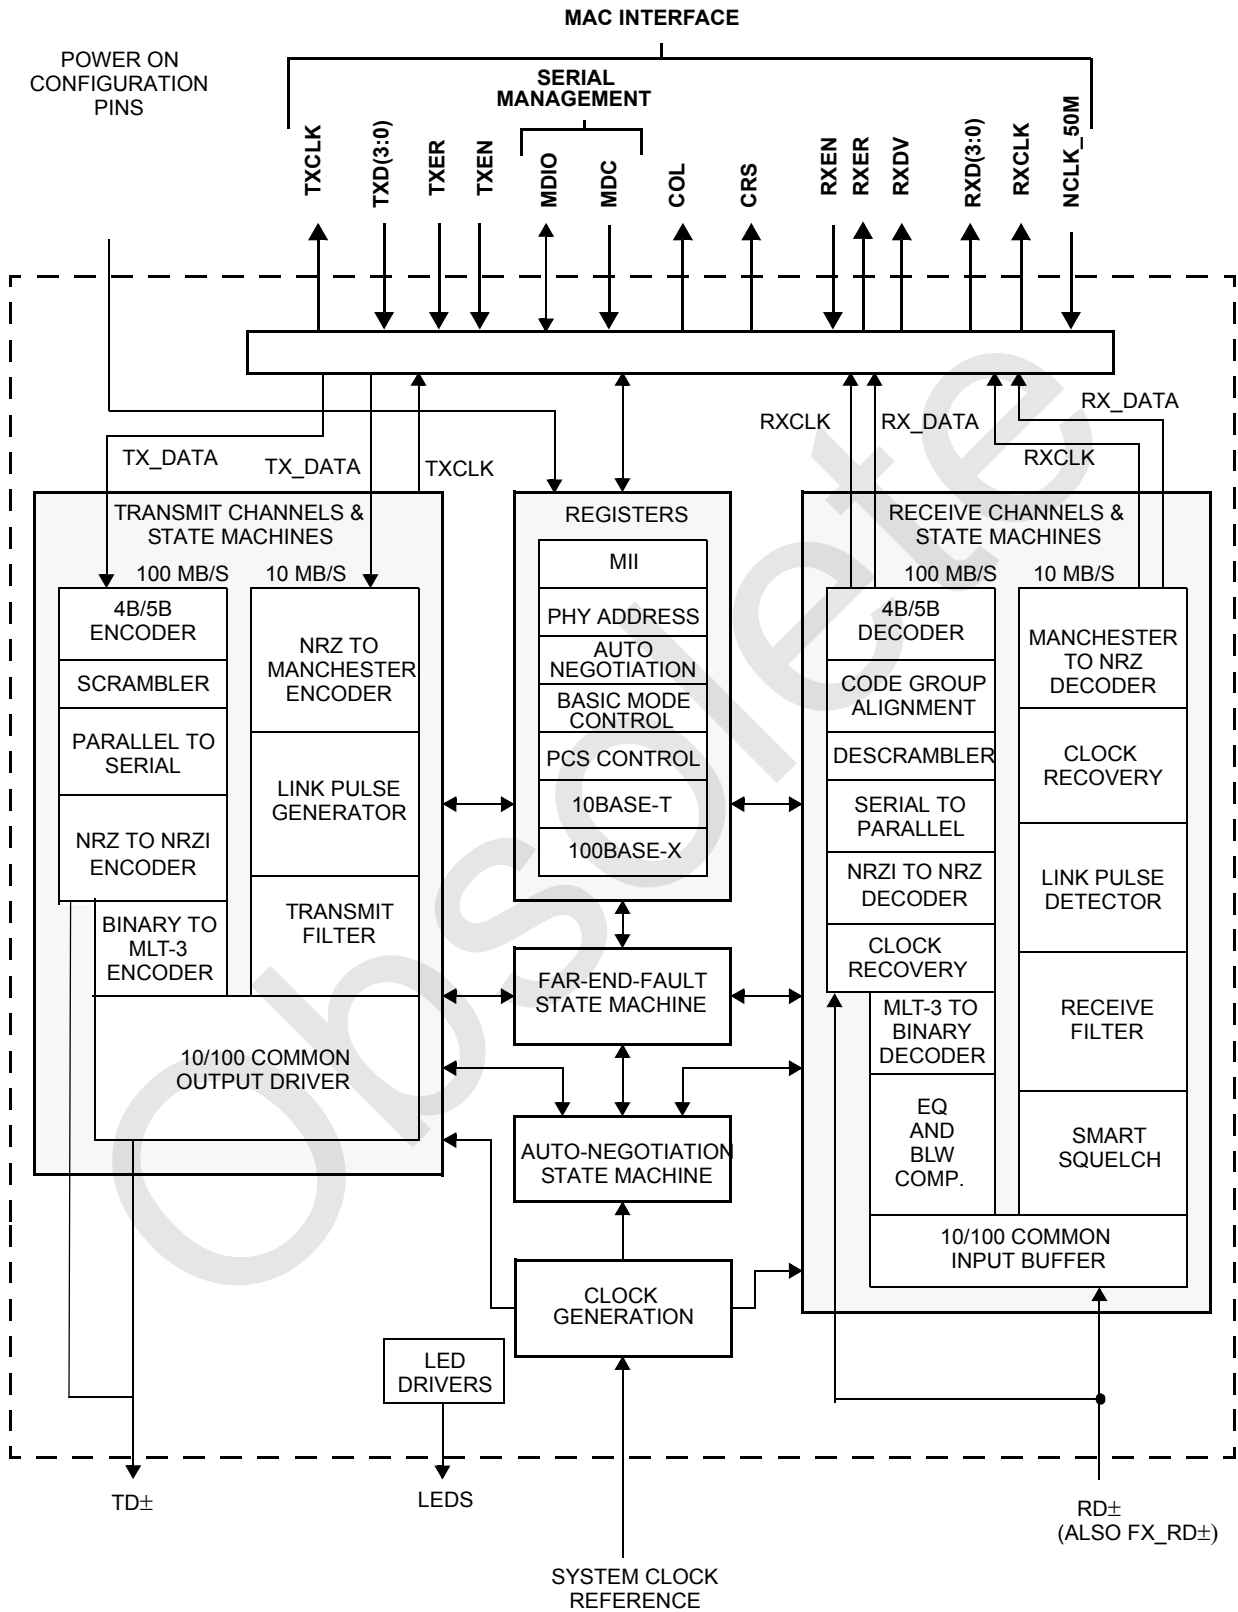 MAC INTERFACE
POWER ON
CONFIGURATION
PINS
SERIAL
MANAGEMENT
TXCLK
TXD(3:0)
TXER
TXEN
MDIO
MDC
COL
CRS
RXEN
RXER
RXDV
RXD(3:0)
RXCLK
NCLK_50M
TX_DATA
TX_DATA
TXCLK
RXCLK
RX_DATA
RXCLK
RX_DATA
TRANSMIT CHANNELS &
STATE MACHINES
100 MB/S
10 MB/S
4B/5B
ENCODER
SCRAMBLER
PARALLEL TO
SERIAL
NRZ TO NRZI
ENCODER
BINARY TO
MLT-3
ENCODER
NRZ TO
MANCHESTER
ENCODER
LINK PULSE
GENERATOR
TRANSMIT
FILTER
10/100 COMMON
OUTPUT DRIVER
REGISTERS
MII
PHY ADDRESS
AUTO
NEGOTIATION
BASIC MODE
CONTROL
PCS CONTROL
10BASE-T
100BASE-X
FAR-END-FAULT
STATE MACHINE
AUTO-NEGOTIATION
STATE MACHINE
CLOCK
GENERATION
RECEIVE CHANNELS &
STATE MACHINES
100 MB/S
10 MB/S
4B/5B
DECODER
CODE GROUP
ALIGNMENT
DESCRAMBLER
SERIAL TO
PARALLEL
NRZI TO NRZ
DECODER
CLOCK
RECOVERY
MLT-3 TO
BINARY
DECODER
EQ
AND
BLW
COMP.
MANCHESTER
TO NRZ
DECODER
CLOCK
RECOVERY
LINK PULSE
DETECTOR
RECEIVE
FILTER
SMART
SQUELCH
10/100 COMMON
INPUT BUFFER
LED
DRIVERS
TD±
LEDS
RD±
(ALSO FX_RD±)
SYSTEM CLOCK
REFERENCE
Obsolete